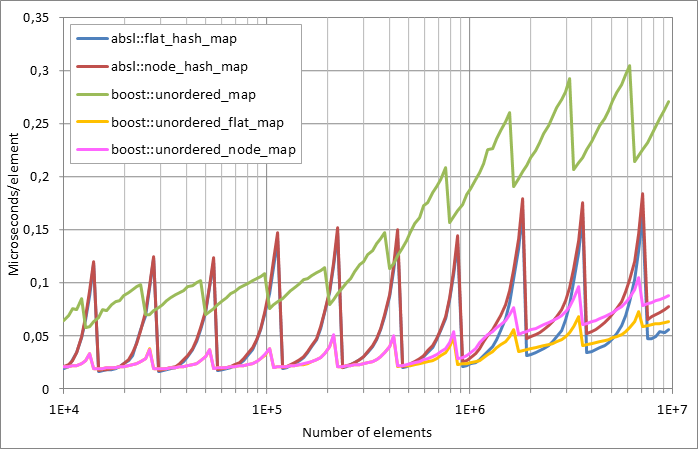 0,35
0,3
0,25
0,2
0,15
0,1
0,05
0
Microseconds/element
absl::flat_hash_map
absl::node_hash_map
boost::unordered_map
boost::unordered_flat_map
boost::unordered_node_map
1E+4
1E+5
1E+6
1E+7
Number of elements